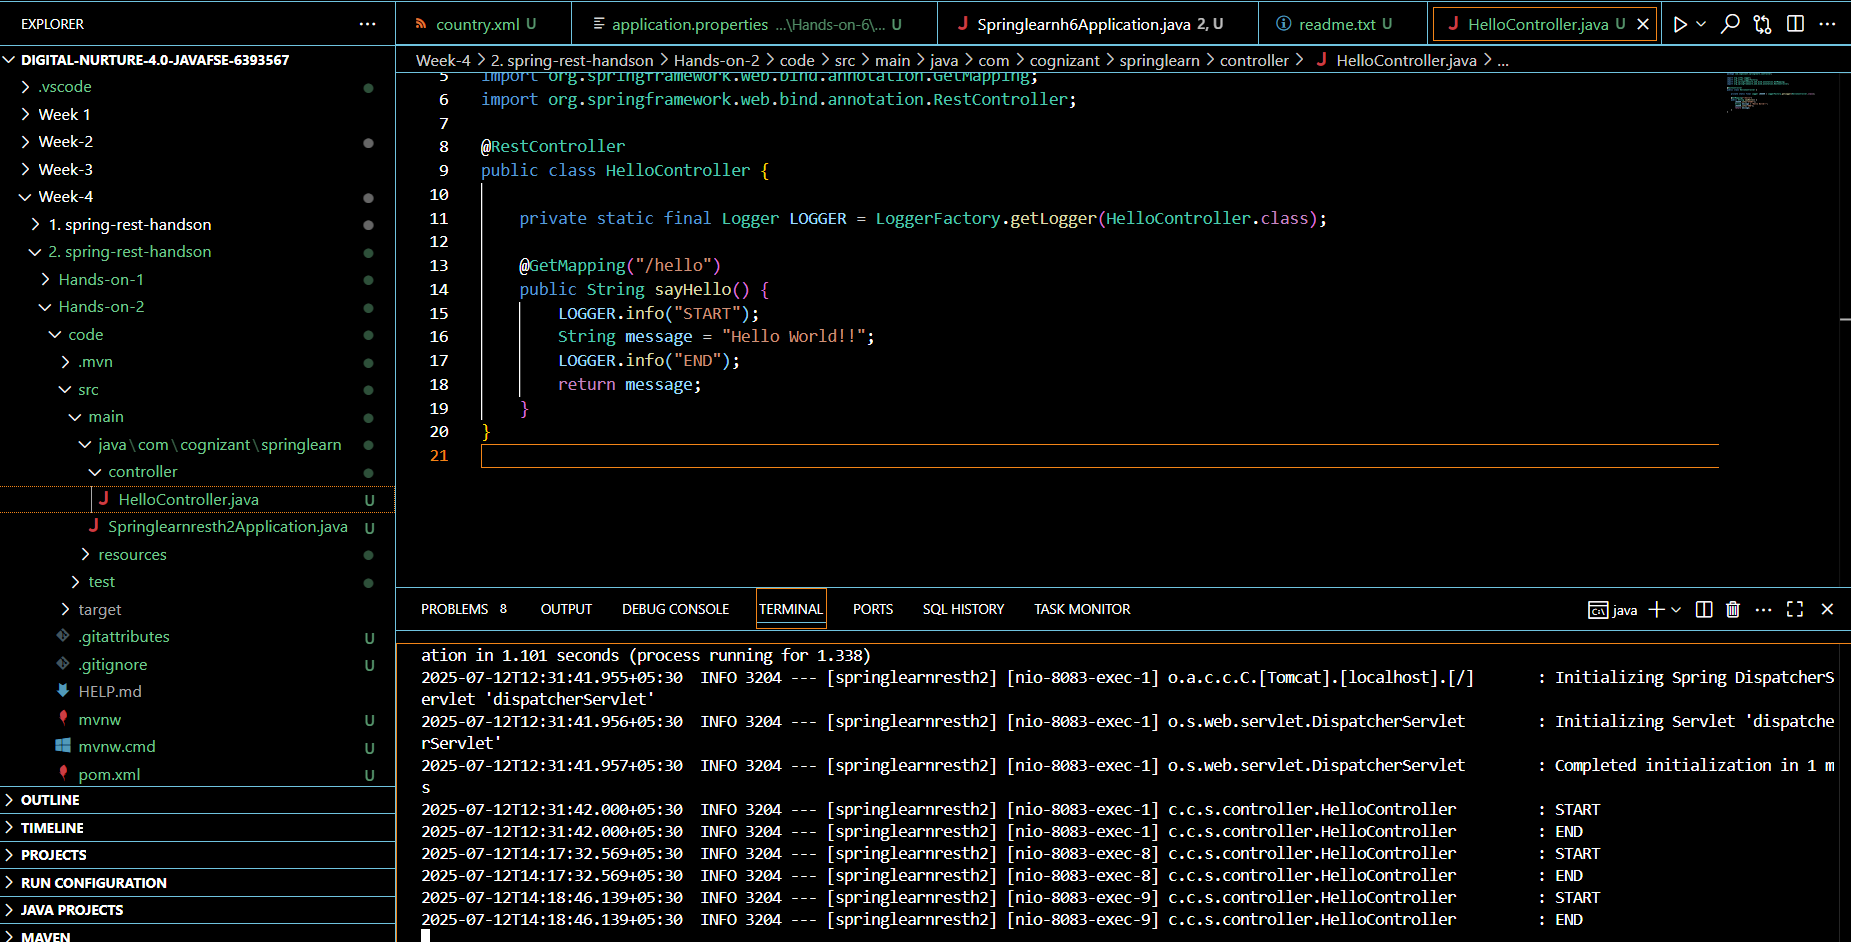 EXPLORER
DIGITAL-NURTURE-4.0-JAVAFSE-6393567
.vscode
Week 1
Week-2
Week-3
Week-4
1. spring-rest-handson
2. spring-rest-handson
Hands-on-1
Hands-on-2
code
.mvn
src
main
java\com\cognizant\springlearn
controller
HelloController.java U
Springlearnresth2Application.java U
resources
test
target
.gitattributes U
.gitignore U
HELP.md
mvnw U
mvnw.cmd U
pom.xml U
OUTLINE
TIMELINE
PROJECTS
RUN CONFIGURATION
JAVA PROJECTS
MAVEN
country.xml U
application.properties ...\Hands-on-6\... U
Springlearnh6Application.java 2, U
readme.txt U
HelloController.java U
Week-4 > 2. spring-rest-handson > Hands-on-2 > code > src > main > java > com > cognizant > springlearn > controller > HelloController.java > ...
5 import org.springframework.web.bind.annotation.GetMapping;
6 import org.springframework.web.bind.annotation.RestController;
7
8 @RestController
9 public class HelloController {
10
11 private static final Logger LOGGER = LoggerFactory.getLogger(HelloController.class);
12
13 @GetMapping("/hello")
14 public String sayHello() {
15 LOGGER.info("START");
16 String message = "Hello World!!";
17 LOGGER.info("END");
18 return message;
19 }
20 }
21
PROBLEMS 8 OUTPUT DEBUG CONSOLE TERMINAL PORTS SQL HISTORY TASK MONITOR
java
ation in 1.101 seconds (process running for 1.338)
2025-07-12T12:31:41.955+05:30 INFO 3204 --- [springlearnresth2] [nio-8083-exec-1] o.a.c.c.C.[Tomcat].[localhost].[/] : Initializing Spring DispatcherS
ervlet 'dispatcherServlet'
2025-07-12T12:31:41.956+05:30 INFO 3204 --- [springlearnresth2] [nio-8083-exec-1] o.s.web.servlet.DispatcherServlet : Initializing Servlet 'dispatche
rServlet'
2025-07-12T12:31:41.957+05:30 INFO 3204 --- [springlearnresth2] [nio-8083-exec-1] o.s.web.servlet.DispatcherServlet : Completed initialization in 1 m
s
2025-07-12T12:31:42.000+05:30 INFO 3204 --- [springlearnresth2] [nio-8083-exec-1] c.c.s.controller.HelloController : START
2025-07-12T12:31:42.000+05:30 INFO 3204 --- [springlearnresth2] [nio-8083-exec-1] c.c.s.controller.HelloController : END
2025-07-12T14:17:32.569+05:30 INFO 3204 --- [springlearnresth2] [nio-8083-exec-8] c.c.s.controller.HelloController : START
2025-07-12T14:17:32.569+05:30 INFO 3204 --- [springlearnresth2] [nio-8083-exec-8] c.c.s.controller.HelloController : END
2025-07-12T14:18:46.139+05:30 INFO 3204 --- [springlearnresth2] [nio-8083-exec-9] c.c.s.controller.HelloController : START
2025-07-12T14:18:46.139+05:30 INFO 3204 --- [springlearnresth2] [nio-8083-exec-9] c.c.s.controller.HelloController : END